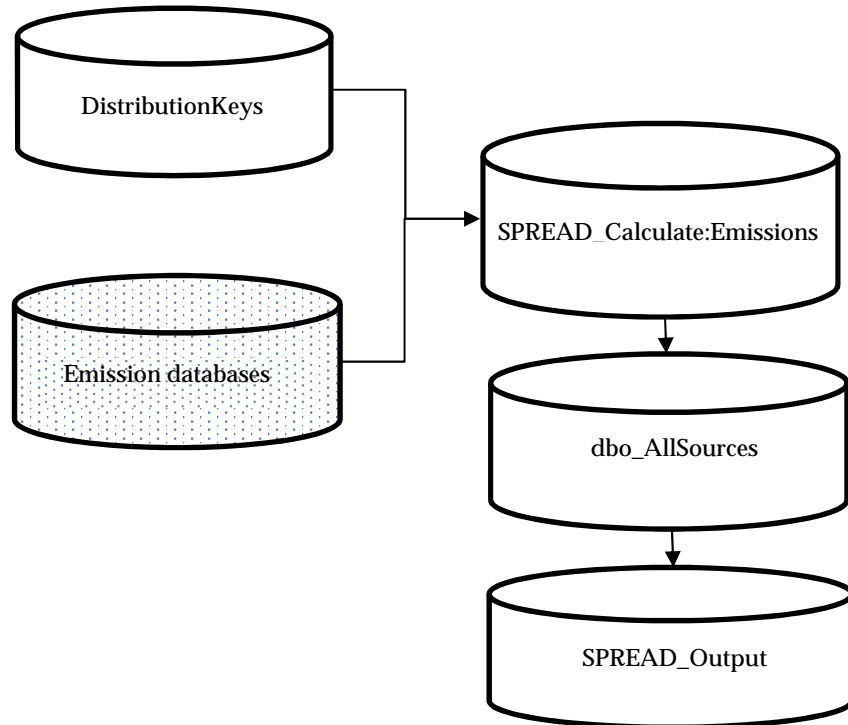 DistributionKeys
SPREAD_Calculate:Emissions
Emission databases
dbo_AllSources
SPREAD_Output